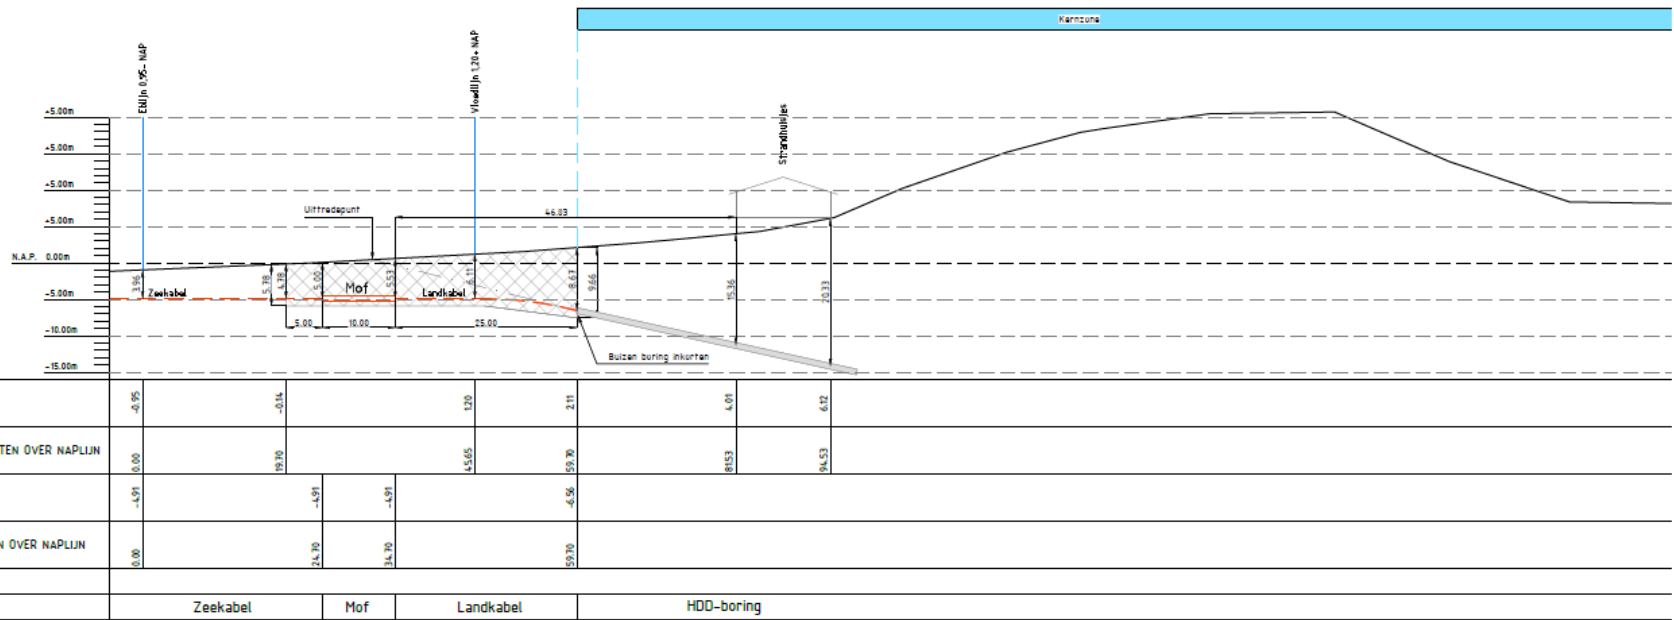 Kernzone
Eblijn 0,95- NAP
Vloedlijn 1,20+ NAP
Strandhuisjes
+5.00m
+5.00m
+5.00m
+5.00m
N.A.P. 0.00m
-5.00m
-10.00m
-15.00m
Uittredepunt
46.03
3.96
Zeekabel
5.78
4.78
5.00
Mof
5.53
Landkabel
6.11
8.67
9.66
15.36
20.33
5.00
10.00
25.00
Buizen boring inkorten
-0.95
-0.14
1.20
2.11
4.01
6.12
TEN OVER NAPLIJN
0.00
19.70
45.65
59.70
81.53
94.53
-4.91
-4.91
-4.91
-6.56
N OVER NAPLIJN
0.00
24.70
34.70
59.70
Zeekabel
Mof
Landkabel
HDD-boring